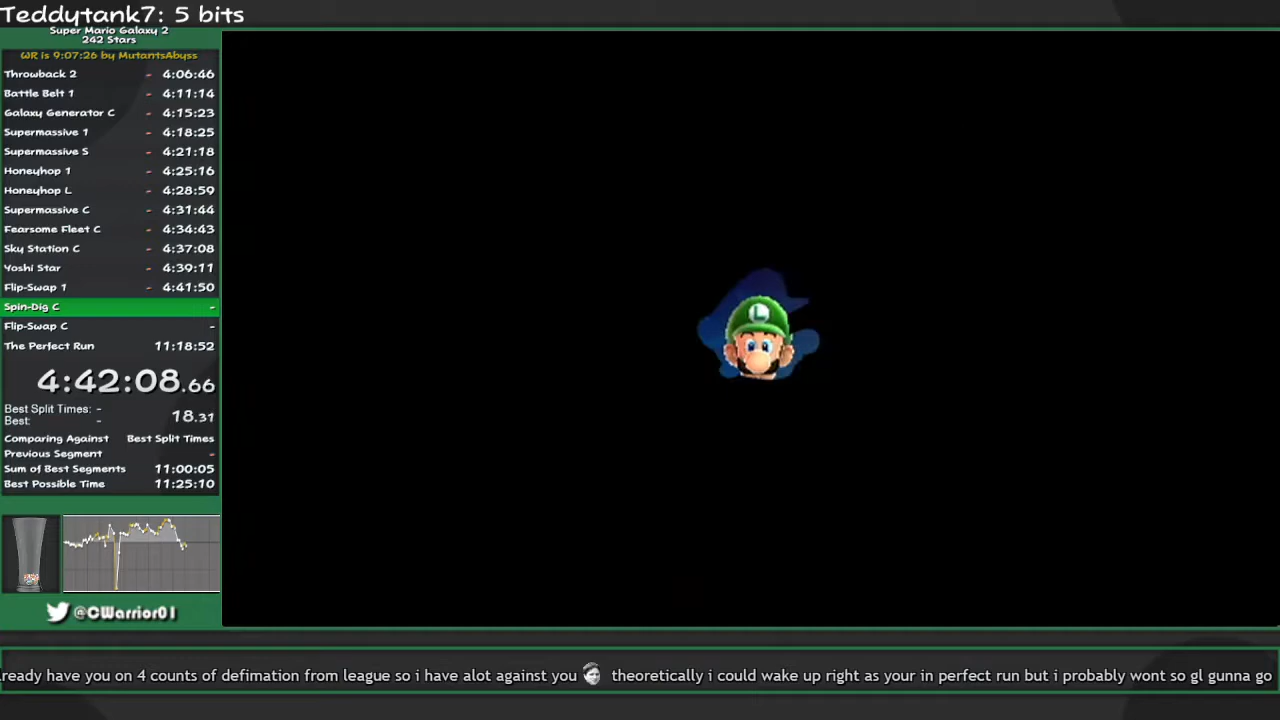 Teddytank7: 5 bits
Super Mario Galaxy 2
242 Stars
WR is 9:07:26 by MutantsAbyss
Throwback 2 - 4:06:46
Battle Belt 1 - 4:11:14
Galaxy Generator C - 4:15:23
Supermassive 1 - 4:18:25
Supermassive S - 4:21:18
Honeyhop 1 - 4:25:16
Honeyhop L - 4:28:59
Supermassive C - 4:31:44
Fearsome Fleet C - 4:34:43
Sky Station C - 4:37:08
Yoshi Star - 4:39:11
Flip-Swap 1 - 4:41:50
Spin-Dig C -
Flip-Swap C -
The Perfect Run 11:18:52
4:42:08.66
Best Split Times: -
Best: - 18.31
Comparing Against Best Split Times
Previous Segment -
Sum of Best Segments 11:00:05
Best Possible Time 11:25:10
L
@CWarrior01
ready have you on 4 counts of defimation from league so i have alot against you theoretically i could wake up right as your in perfect run but i probably wont so gl gunna go